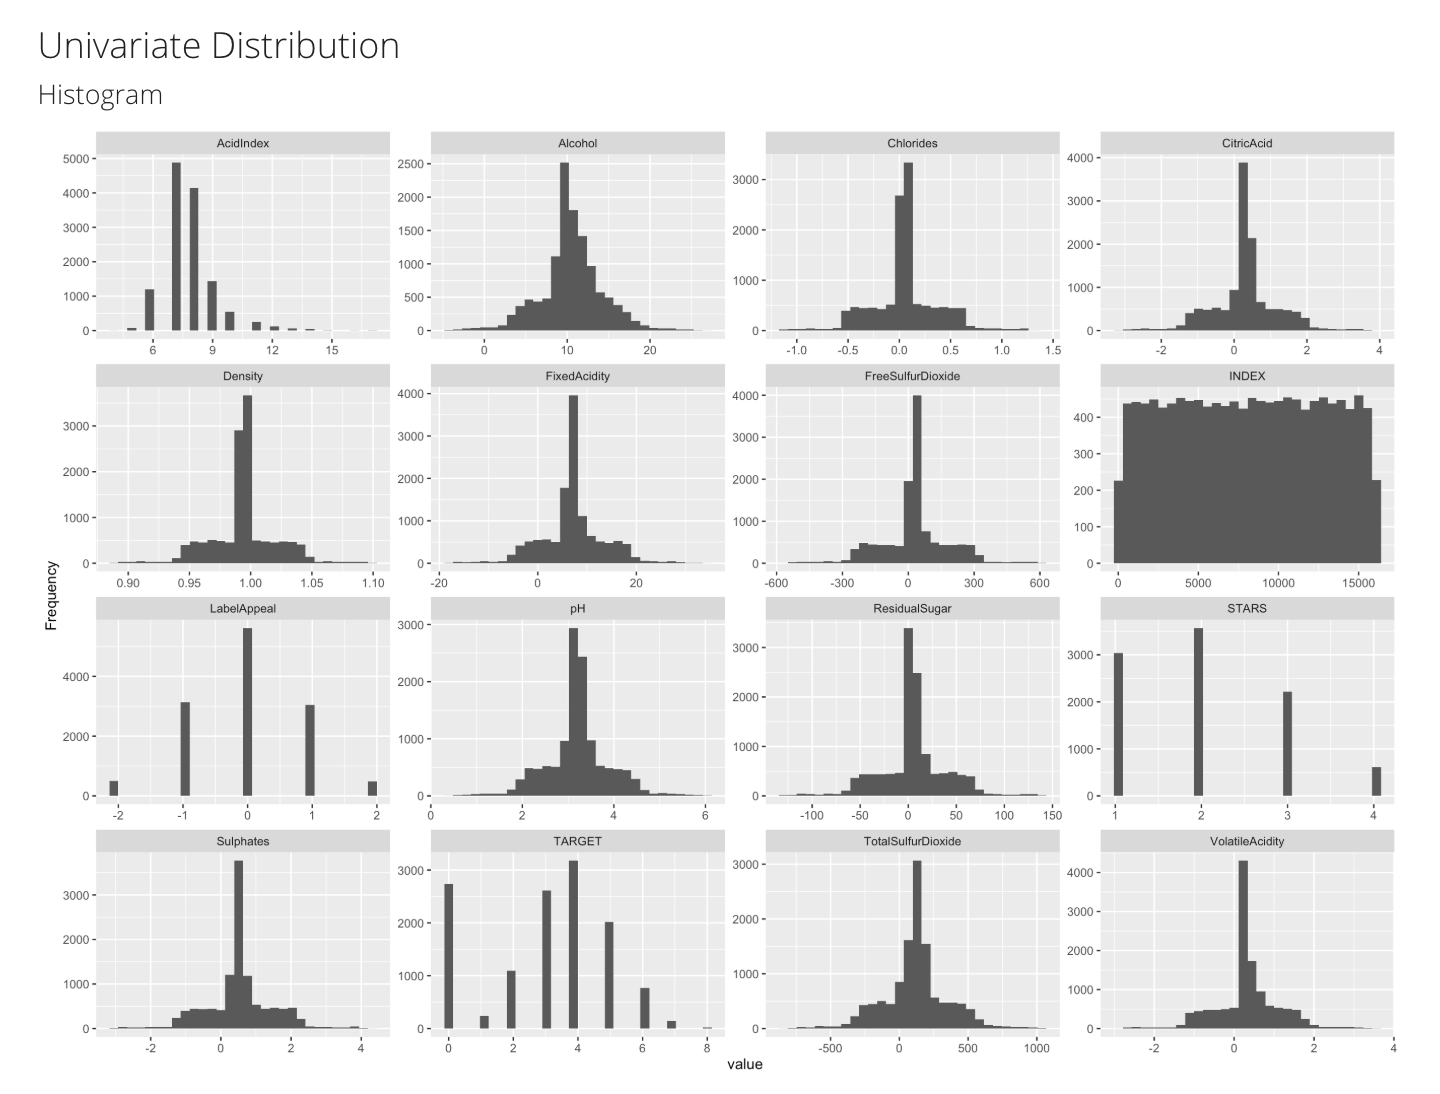 Univariate Distribution
Histogram
AcidIndex
Alcohol
Chlorides
CitricAcid
5000
4000
3000
2000
1000
0
6 9 12 15
2500
2000
1500
1000
500
0
0 10 20
3000
2000
1000
0
-1.0 -0.5 0.0 0.5 1.0 1.5
4000
3000
2000
1000
0
-2 0 2 4
Density
FixedAcidity
FreeSulfurDioxide
INDEX
3000
2000
1000
0
0.90 0.95 1.00 1.05 1.10
4000
3000
2000
1000
0
-20 0 20
4000
3000
2000
1000
0
-600 -300 0 300 600
400
300
200
100
0
0 5000 10000 15000
Frequency
LabelAppeal
pH
ResidualSugar
STARS
4000
2000
0
-2 -1 0 1 2
3000
2000
1000
0
0 2 4 6
3000
2000
1000
0
-100 -50 0 50 100 150
3000
2000
1000
0
1 2 3 4
Sulphates
TARGET
TotalSulfurDioxide
VolatileAcidity
3000
2000
1000
0
-2 0 2 4
3000
2000
1000
0
0 2 4 6 8
3000
2000
1000
0
-500 0 500 1000
4000
3000
2000
1000
0
-2 0 2 4
value